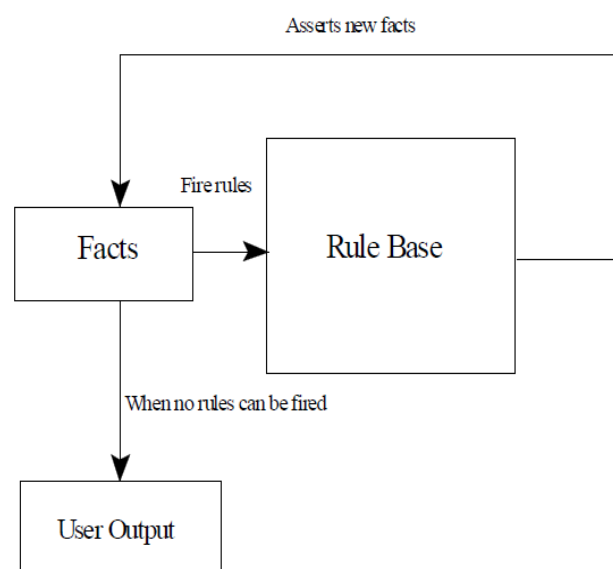 Asserts new facts
Fire rules
Facts
Rule Base
When no rules can be fired
User Output